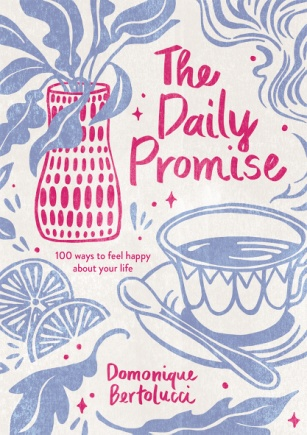 The
Daily
Promise
100 ways to feel happy
about your life
Domonique
Bertolucci